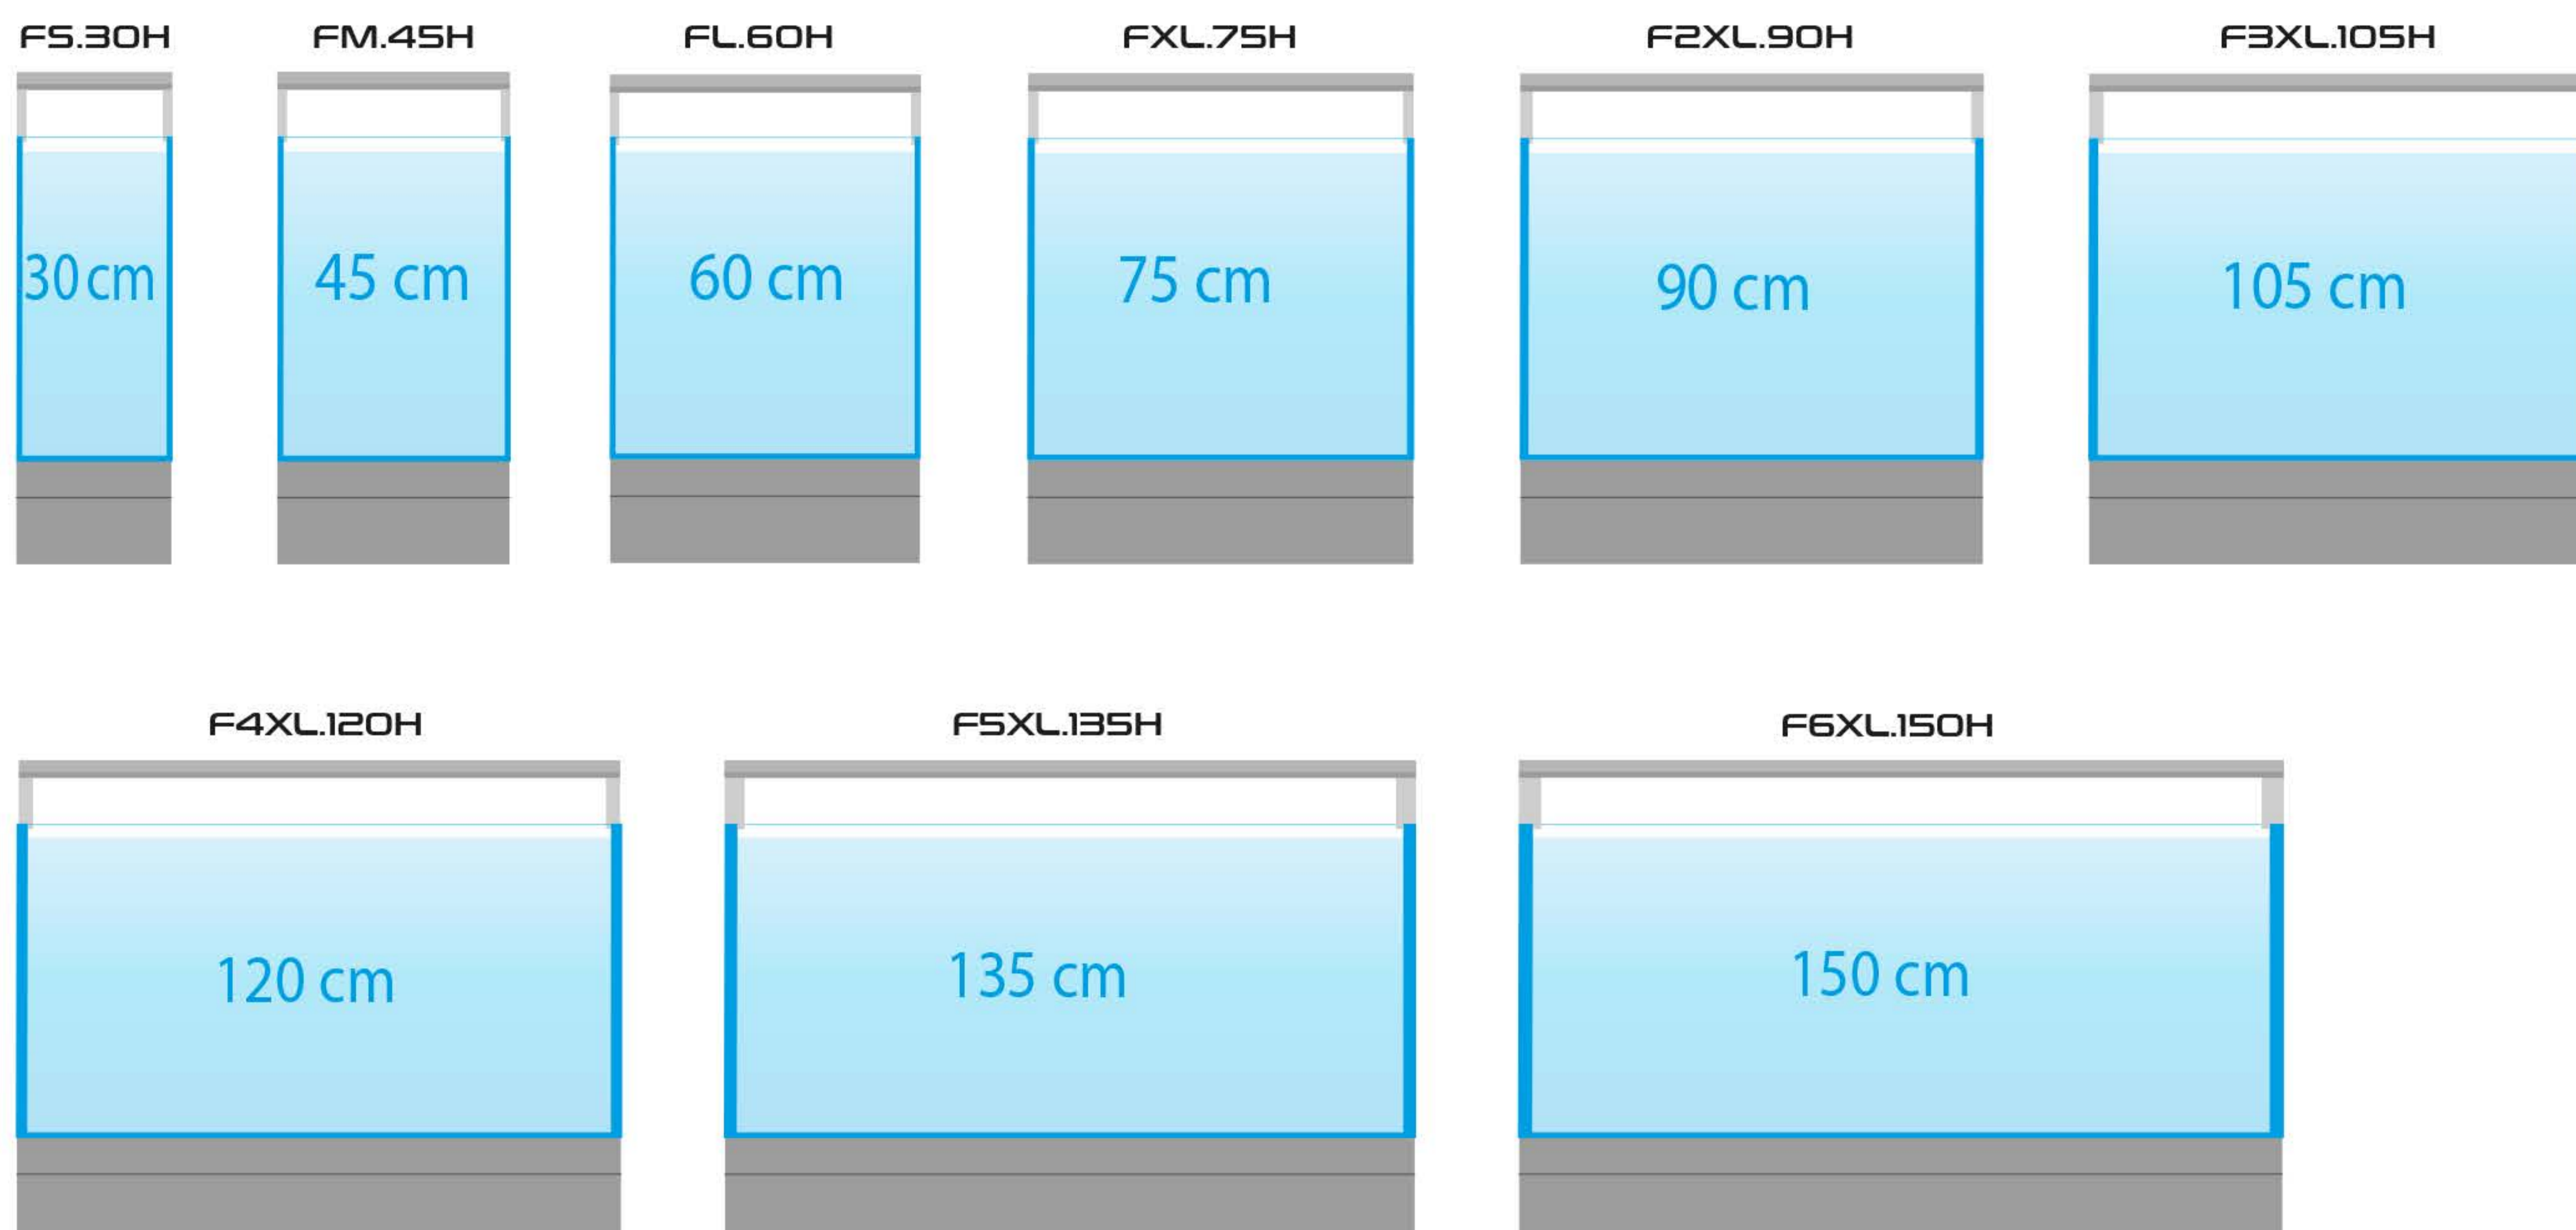 FS.30H
FM.45H
FL.60H
FXL.75H
F2XL.90H
F3XL.105H
30 cm
45 cm
60 cm
75 cm
90 cm
105 cm
F4XL.120H
F5XL.135H
F6XL.150H
120 cm
135 cm
150 cm